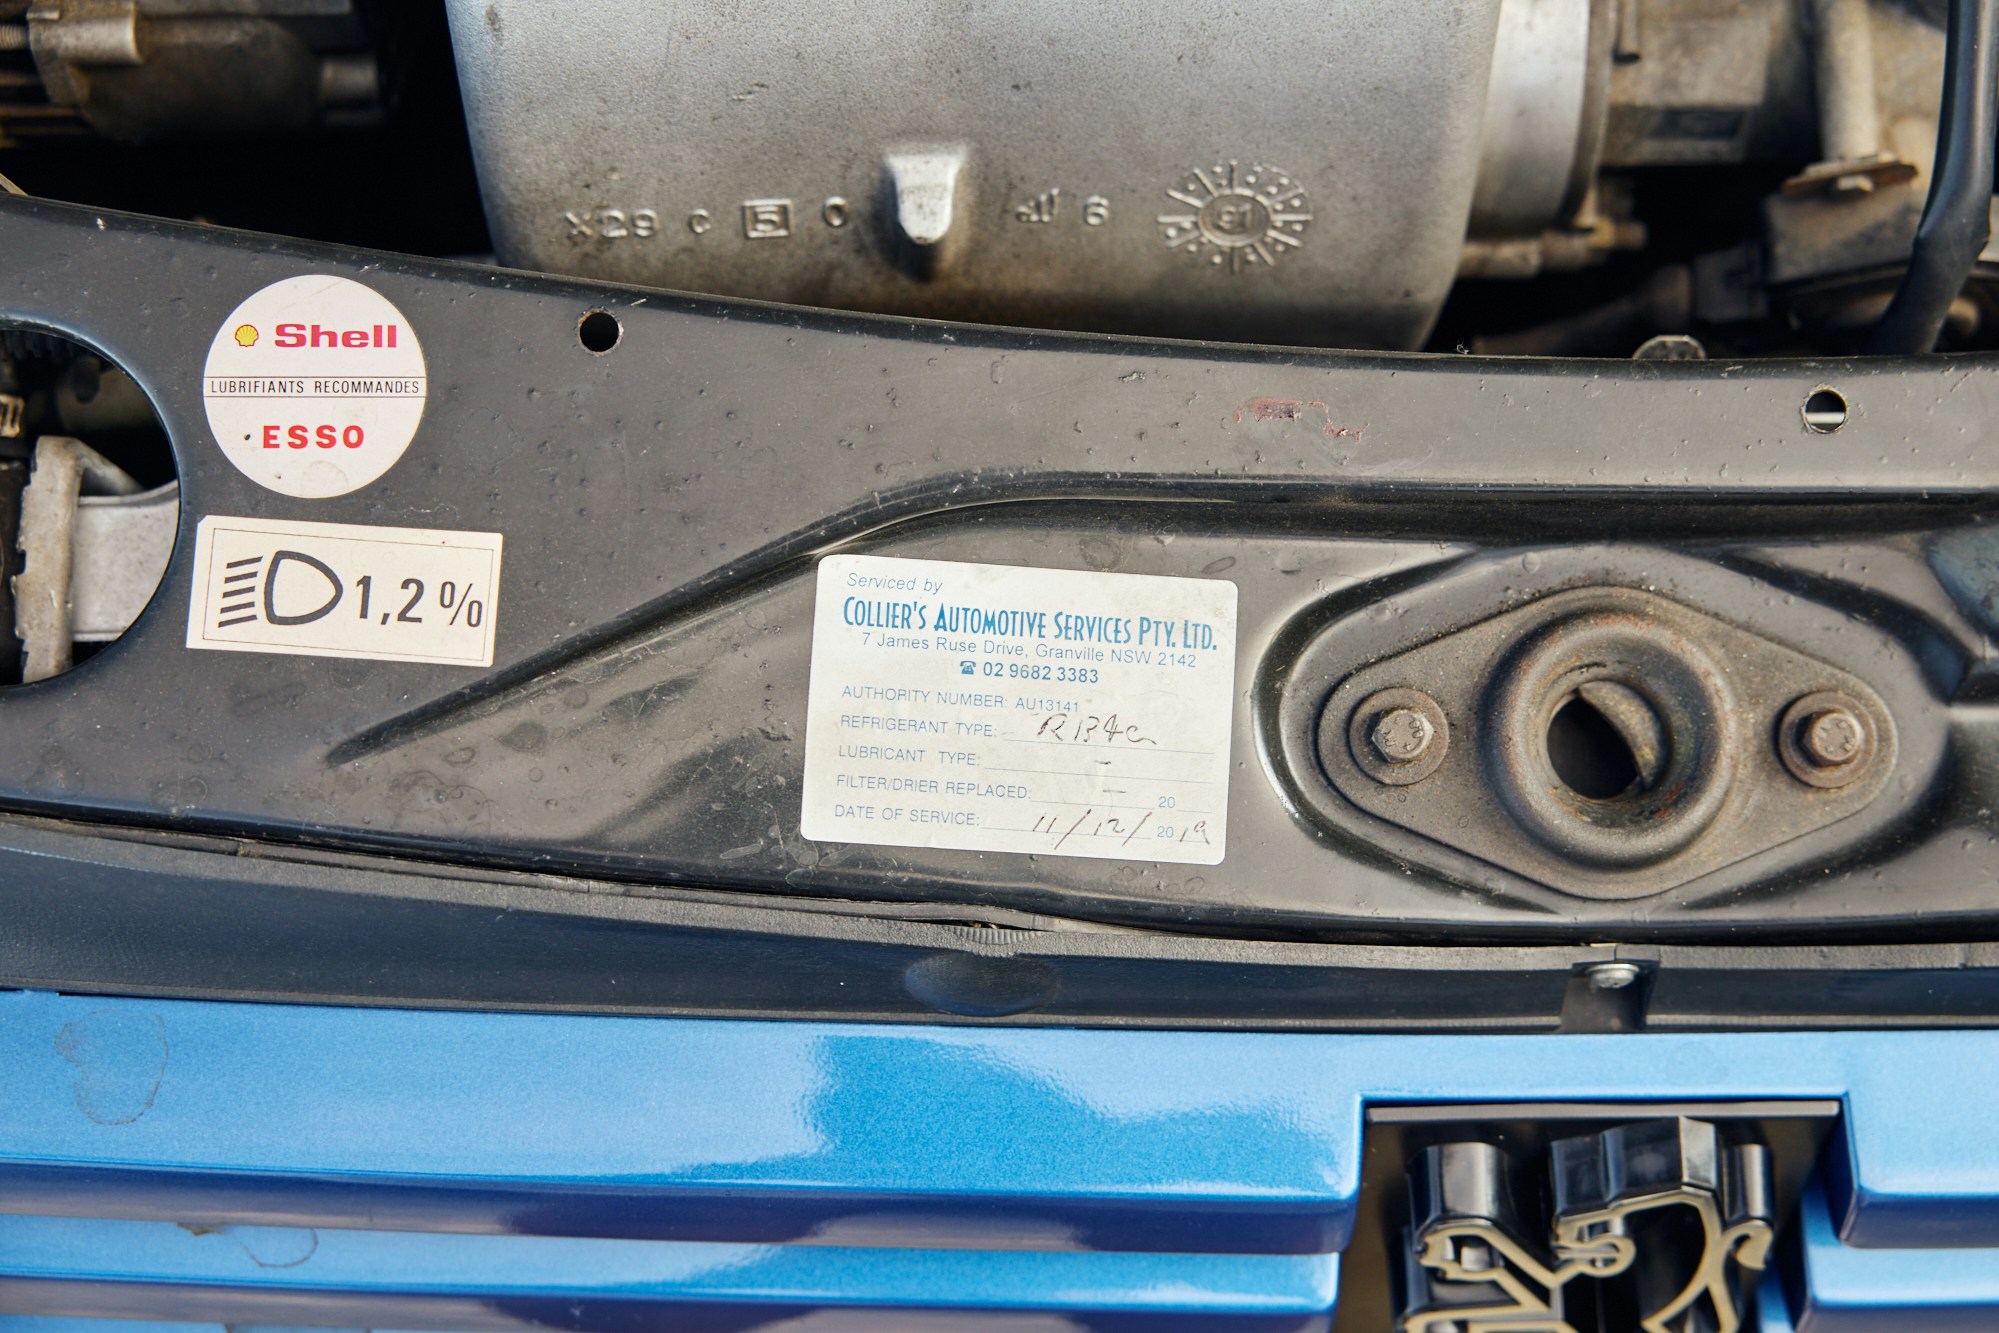 X29 C 5 0 6 91
Shell
LUBRIFIANTS RECOMMANDES
ESSO
1,2 %
Serviced by
COLLIER'S AUTOMOTIVE SERVICES PTY. LTD.
7 James Ruse Drive, Granville NSW 2142
☎ 02 9682 3383
AUTHORITY NUMBER: AU13141
REFRIGERANT TYPE: R134a
LUBRICANT TYPE: -
FILTER/DRIER REPLACED: - 20
DATE OF SERVICE: 11/12/2019